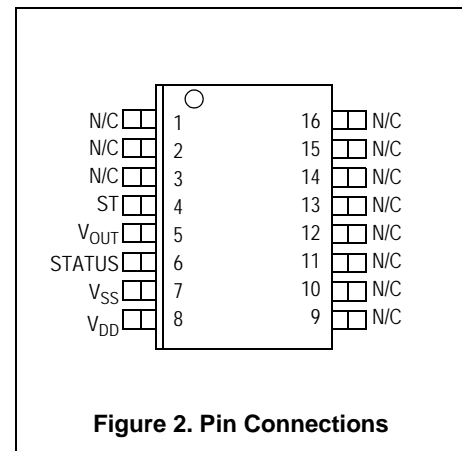 N/C 1 16 N/C
N/C 2 15 N/C
N/C 3 14 N/C
ST 4 13 N/C
VOUT 5 12 N/C
STATUS 6 11 N/C
VSS 7 10 N/C
VDD 8 9 N/C
Figure 2. Pin Connections